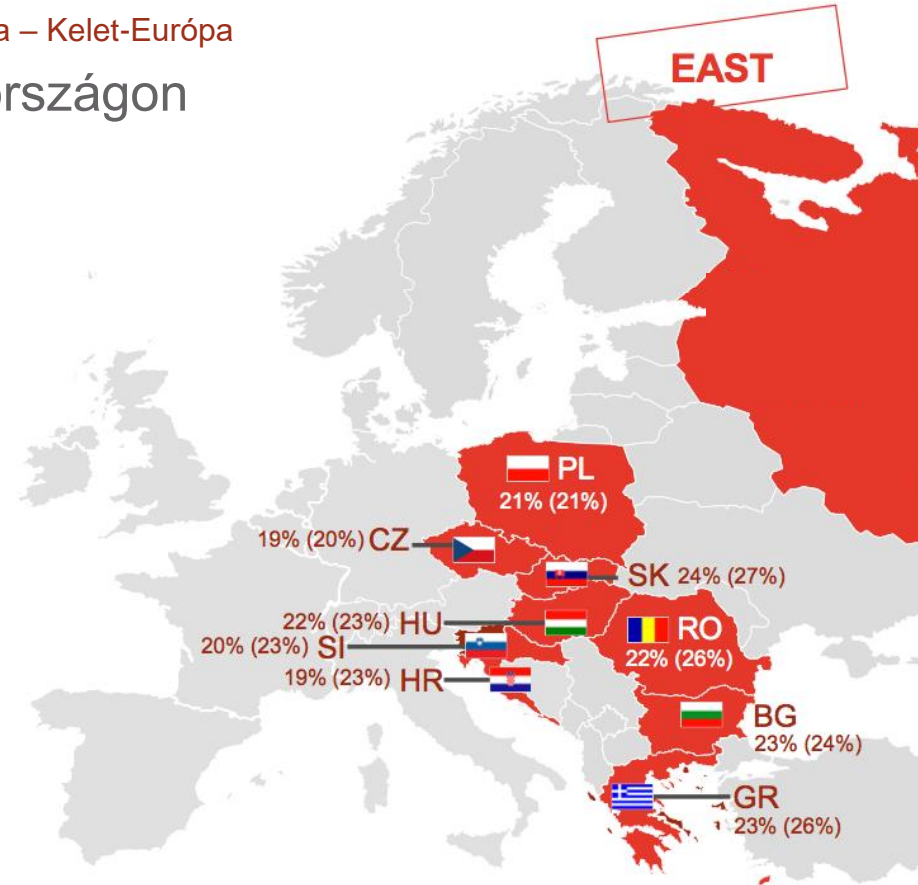 a – Kelet-Európa
országon
EAST
PL
21% (21%)
19% (20%) CZ
SK 24% (27%)
22% (23%) HU
RO
22% (26%)
20% (23%) SI
19% (23%) HR
BG
23% (24%)
GR
23% (26%)